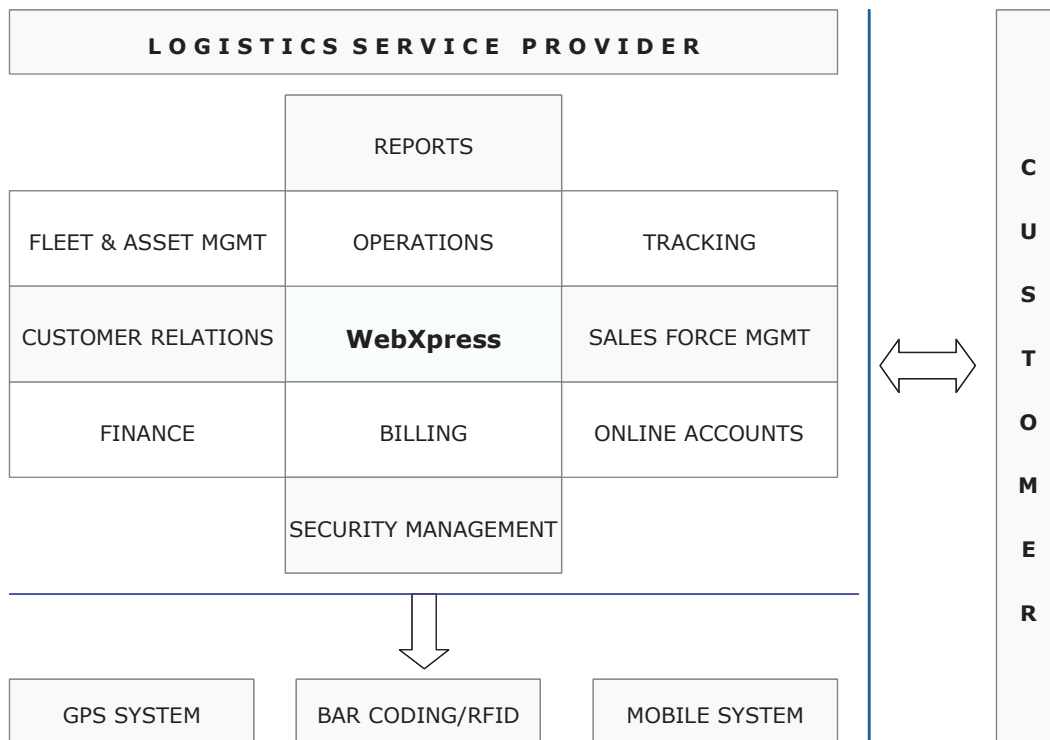 LOGISTICS SERVICE PROVIDER
REPORTS
FLEET & ASSET MGMT
OPERATIONS
TRACKING
CUSTOMER RELATIONS
WebXpress
SALES FORCE MGMT
FINANCE
BILLING
ONLINE ACCOUNTS
SECURITY MANAGEMENT
GPS SYSTEM
BAR CODING/RFID
MOBILE SYSTEM
CUSTOMER